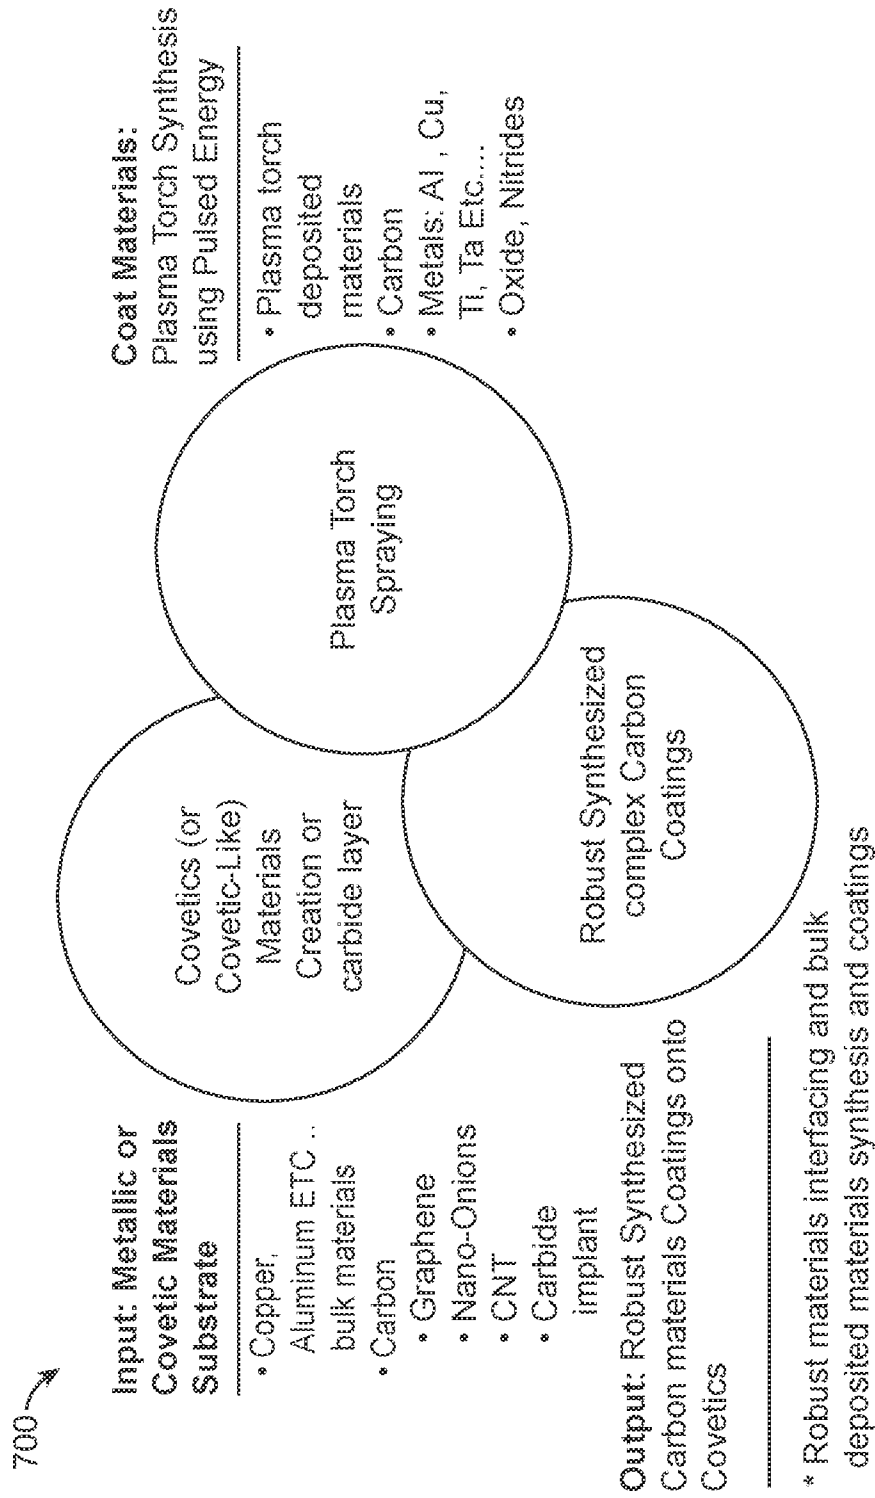 700
Input: Metallic or
Covetic Materials
Substrate
• Copper,
Aluminum ETC ..
bulk materials
• Carbon
• Graphene
• Nano-Onions
• CNT
• Carbide
implant
Covetics (or
Covetic-Like)
Materials
Creation or
carbide layer
Plasma Torch
Spraying
Coat Materials:
Plasma Torch Synthesis
using Pulsed Energy
• Plasma torch
deposited
materials
• Carbon
• Metals: Al , Cu,
Ti, Ta Etc....
• Oxide, Nitrides
Robust Synthesized
complex Carbon
Coatings
Output: Robust Synthesized
Carbon materials Coatings onto
Covetics
* Robust materials interfacing and bulk
deposited materials synthesis and coatings